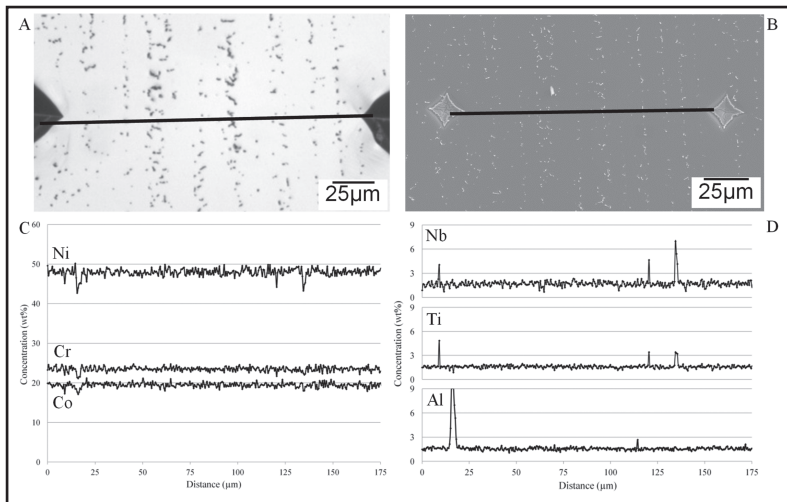 A
25µm
B
25µm
C
60
50
40
30
20
10
0
Ni
Cr
Co
Concentration (wt%)
0 25 50 75 100 125 150 175
Distance (µm)
D
Nb
9
6
3
0
Ti
9
6
3
0
Al
9
6
3
0
Concentration (wt%)
0 25 50 75 100 125 150 175
Distance (µm)